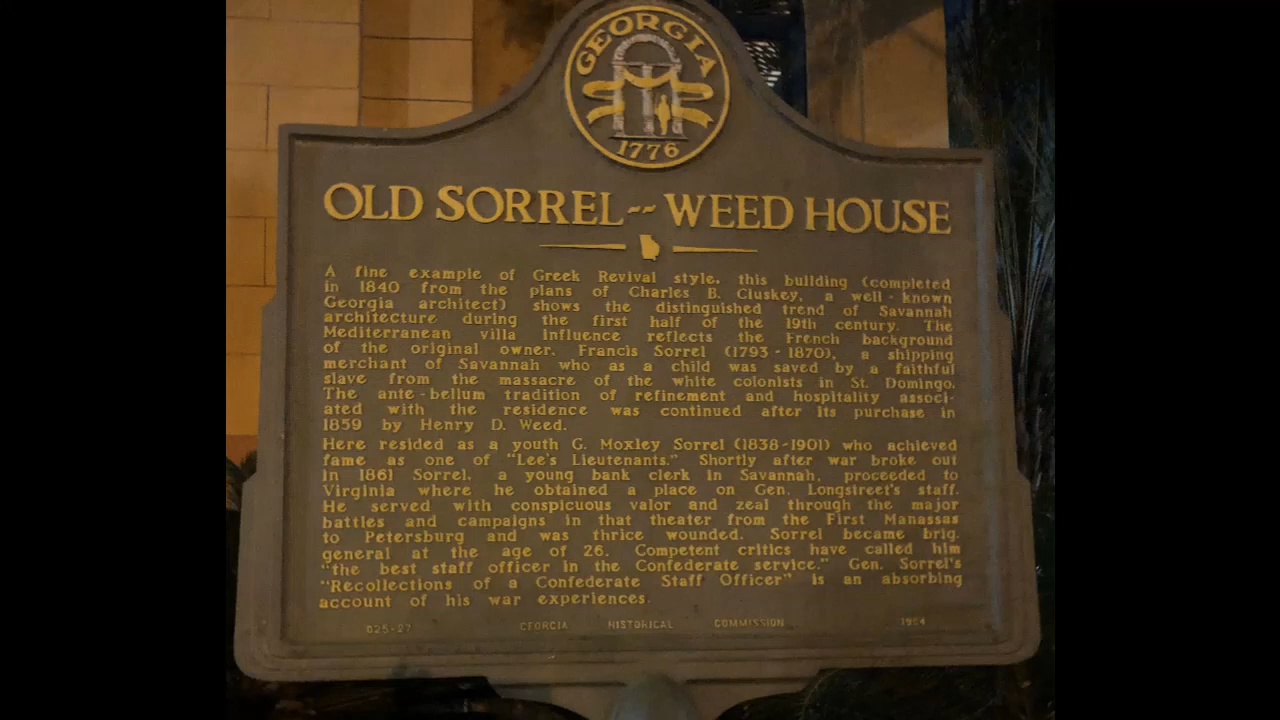 GEORGIA
1776
OLD SORREL--WEED HOUSE
A fine example of Greek Revival style, this building (completed
in 1840 from the plans of Charles B. Cluskey, a well-known
Georgia architect) shows the distinguished trend of Savannah
architecture during the first half of the 19th century. The
Mediterranean villa influence reflects the French background
of the original owner, Francis Sorrel (1793-1870), a shipping
merchant of Savannah who as a child was saved by a faithful
slave from the massacre of the white colonists in St. Domingo.
The ante-bellum tradition of refinement and hospitality associ-
ated with the residence was continued after its purchase in
1859 by Henry D. Weed.
Here resided as a youth G. Moxley Sorrel (1838-1901) who achieved
fame as one of "Lee's Lieutenants." Shortly after war broke out
in 1861 Sorrel, a young bank clerk in Savannah, proceeded to
Virginia where he obtained a place on Gen. Longstreet's staff.
He served with conspicuous valor and zeal through the major
battles and campaigns in that theater from the First Manassas
to Petersburg and was thrice wounded. Sorrel became brig.
general at the age of 26. Competent critics have called him
"the best staff officer in the Confederate service." Gen. Sorrel's
"Recollections of a Confederate Staff Officer" is an absorbing
account of his war experiences.
025-27 GEORGIA HISTORICAL COMMISSION 1954